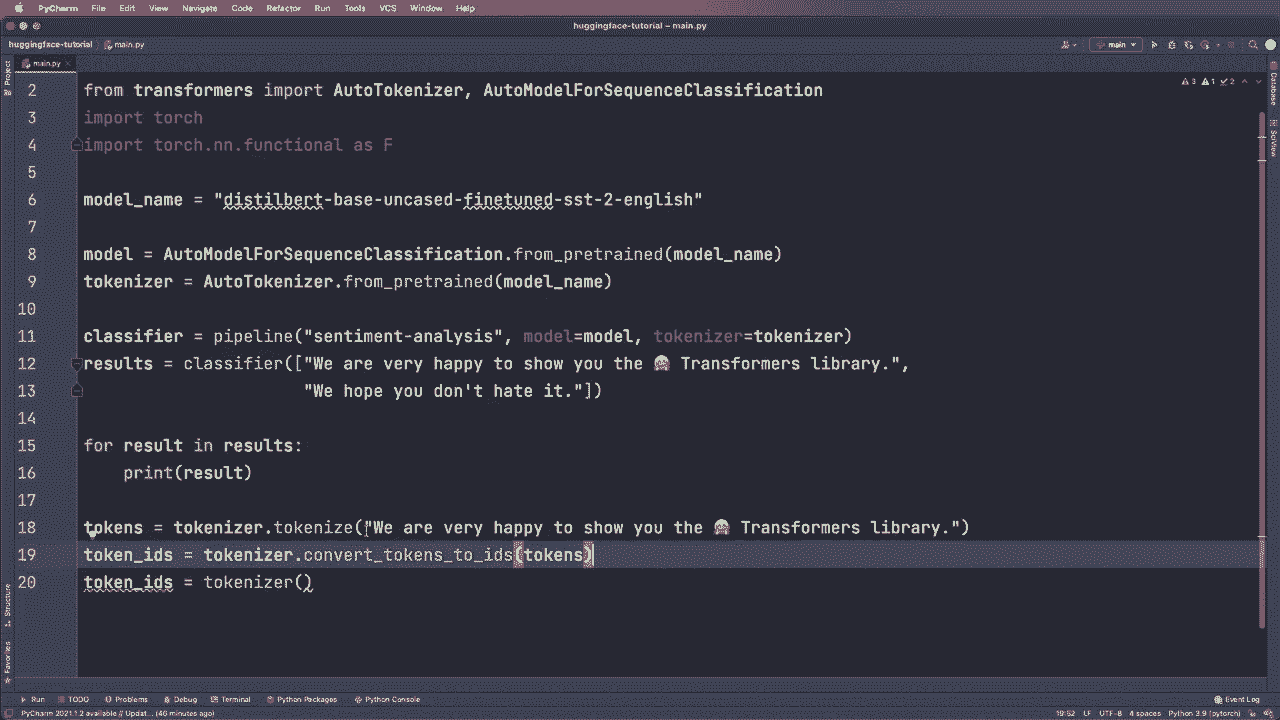 PyCharm File Edit View Navigate Code Refactor Run Tools VCS Window Help
huggingface-tutorial – main.py
huggingface-tutorial main.py main
main.py
Project
3 1 2
Database
SciView
2 from transformers import AutoTokenizer, AutoModelForSequenceClassification
3 import torch
4 import torch.nn.functional as F
5
6 model_name = "distilbert-base-uncased-finetuned-sst-2-english"
7
8 model = AutoModelForSequenceClassification.from_pretrained(model_name)
9 tokenizer = AutoTokenizer.from_pretrained(model_name)
10
11 classifier = pipeline("sentiment-analysis", model=model, tokenizer=tokenizer)
12 results = classifier(["We are very happy to show you the 🤗 Transformers library.",
13 "We hope you don't hate it."])
14
15 for result in results:
16 print(result)
17
18 tokens = tokenizer.tokenize("We are very happy to show you the 🤗 Transformers library.")
19 token_ids = tokenizer.convert_tokens_to_ids(tokens)
20 token_ids = tokenizer()
Structure
Favorites
Run TODO Problems Debug Terminal Python Packages Python Console Event Log
PyCharm 2021.1.2 available // Updat... (46 minutes ago) 19:52 LF UTF-8 4 spaces Python 3.9 (pytorch)